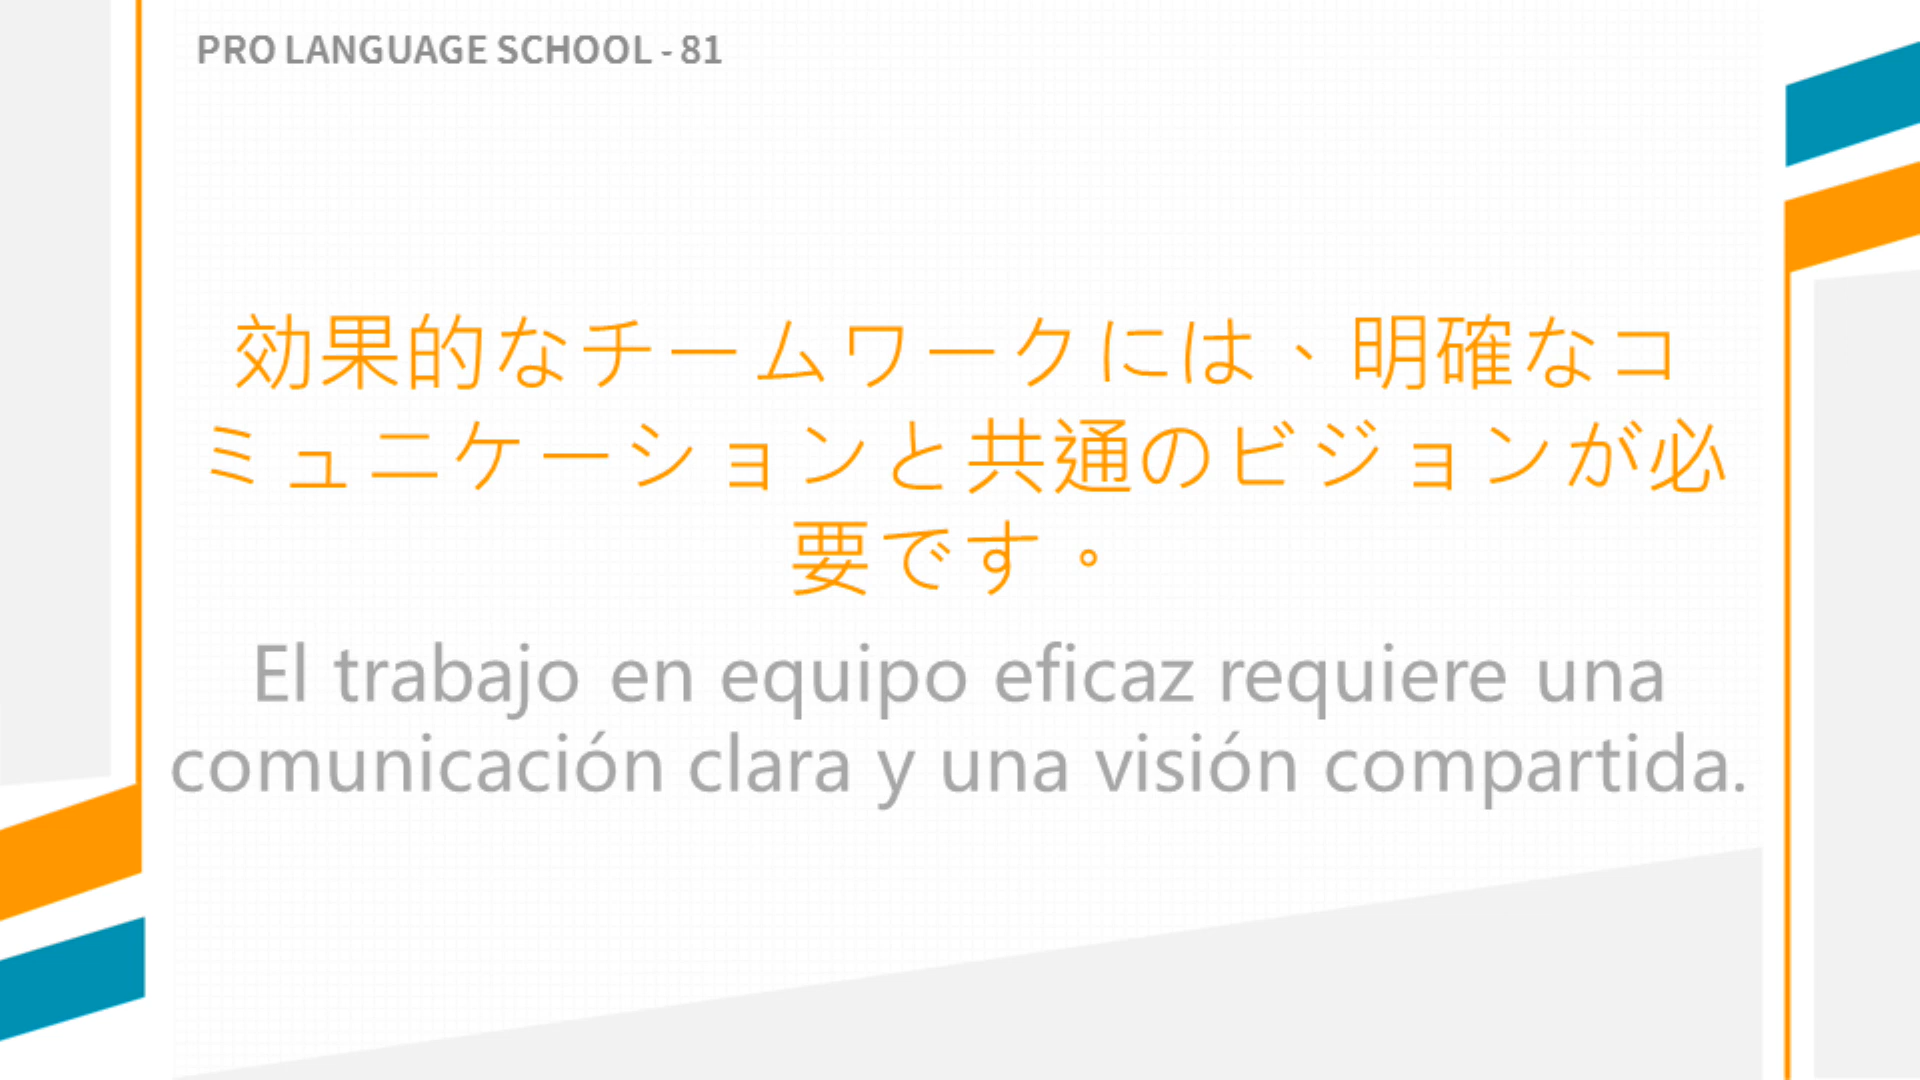 PRO LANGUAGE SCHOOL - 81
効果的なチームワークには、明確なコ
ミュニケーションと共通のビジョンが必
要です。
El trabajo en equipo eficaz requiere una
comunicación clara y una visión compartida.